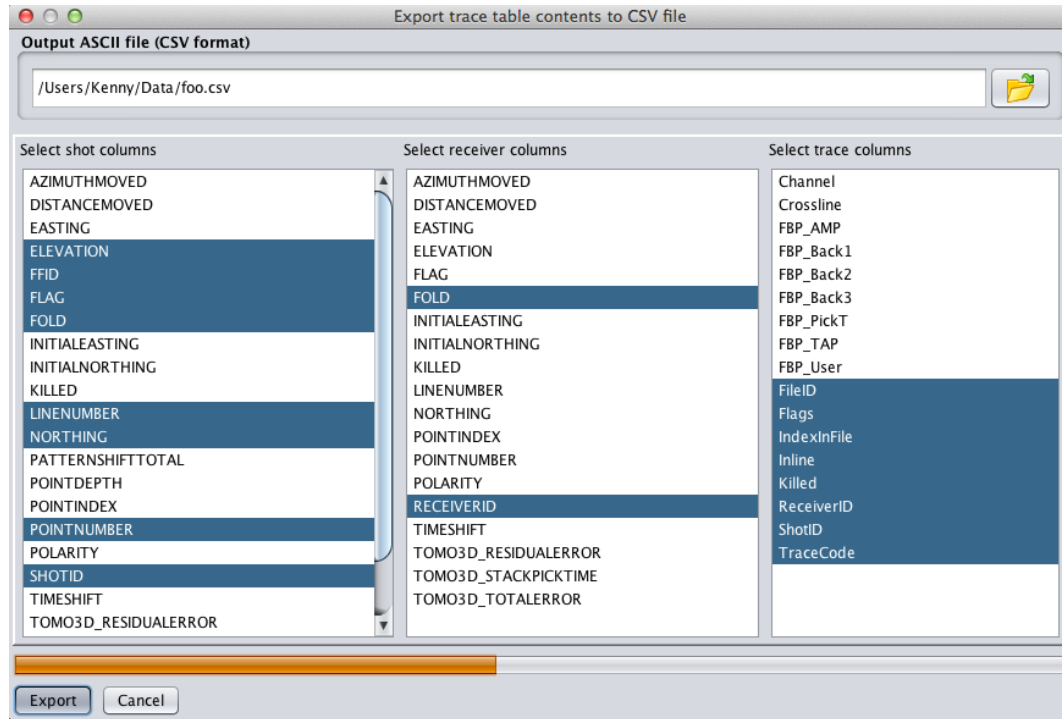 Export trace table contents to CSV file
Output ASCII file (CSV format)
/Users/Kenny/Data/foo.csv
Select shot columns
AZIMUTHMOVED
DISTANCEMOVED
EASTING
ELEVATION
FFID
FLAG
FOLD
INITIALEASTING
INITIALNORTHING
KILLED
LINENUMBER
NORTHING
PATTERNSHIFTTOTAL
POINTDEPTH
POINTINDEX
POINTNUMBER
POLARITY
SHOTID
TIMESHIFT
TOMO3D_RESIDUALERROR
Select receiver columns
AZIMUTHMOVED
DISTANCEMOVED
EASTING
ELEVATION
FLAG
FOLD
INITIALEASTING
INITIALNORTHING
KILLED
LINENUMBER
NORTHING
POINTINDEX
POINTNUMBER
POLARITY
RECEIVERID
TIMESHIFT
TOMO3D_RESIDUALERROR
TOMO3D_STACKPICKTIME
TOMO3D_TOTALERROR
Select trace columns
Channel
Crossline
FBP_AMP
FBP_Back1
FBP_Back2
FBP_Back3
FBP_PickT
FBP_TAP
FBP_User
FileID
Flags
IndexInFile
Inline
Killed
ReceiverID
ShotID
TraceCode
Export
Cancel